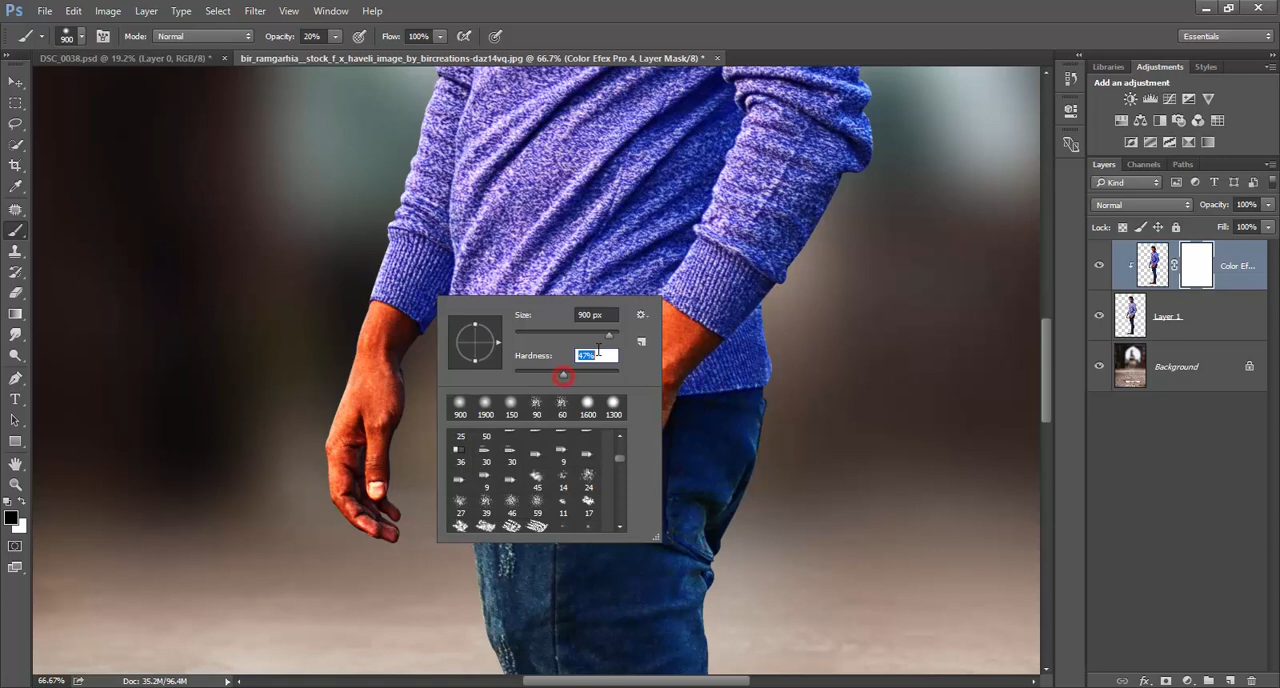 Ps File Edit Image Layer Type Select Filter View Window Help
900 Mode: Normal Opacity: 20% Flow: 100% Essentials
DSC_0038.psd @ 19.2% (Layer 0, RGB/8) * × bir_ramgarhia__stock_f_x_haveli_image_by_bircreations-daz14vq.jpg @ 66.7% (Color Efex Pro 4, Layer Mask/8) * ×
Libraries Adjustments Styles
Add an adjustment
Layers Channels Paths
Kind
Normal Opacity: 100%
Lock: Fill: 100%
Color Ef...
Layer 1
Background
Size: 900 px
Hardness: 47%
900 1900 150 90 60 1600 1300
25 50
36 30 30 9
9 45 14 24
27 39 46 59 11 17
66.67% Doc: 35.2M/96.4M